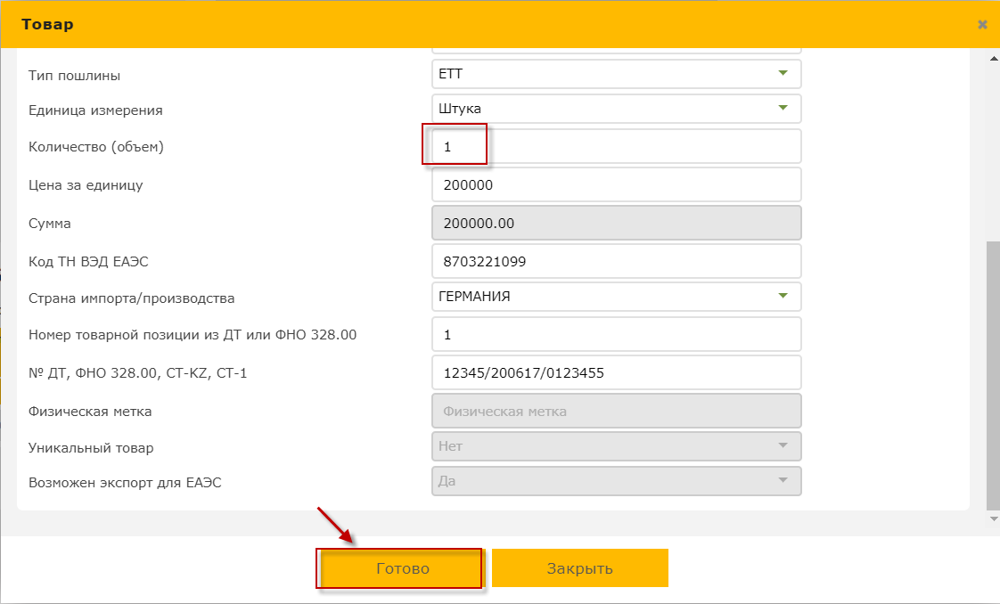 Товар
Тип пошлины ЕТТ
Единица измерения Штука
Количество (объем) 1
Цена за единицу 200000
Сумма 200000.00
Код ТН ВЭД ЕАЭС 8703221099
Страна импорта/производства ГЕРМАНИЯ
Номер товарной позиции из ДТ или ФНО 328.00 1
№ ДТ, ФНО 328.00, СТ-KZ, СТ-1 12345/200617/0123455
Физическая метка Физическая метка
Уникальный товар Нет
Возможен экспорт для ЕАЭС Да
Готово Закрыть